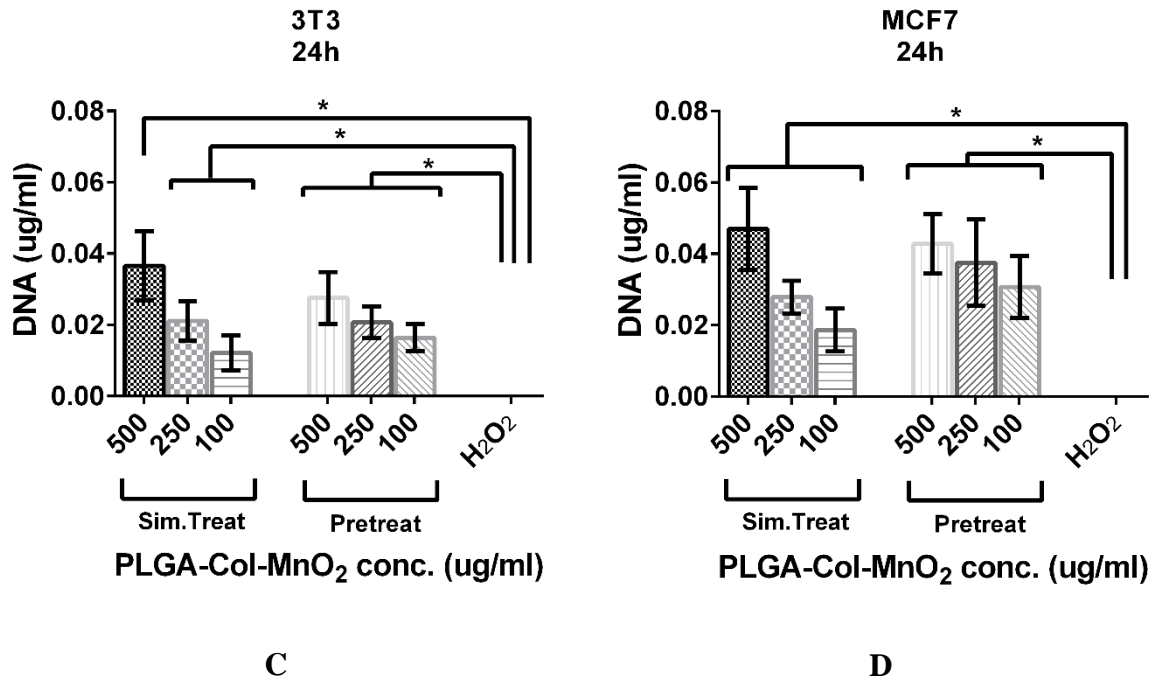 3T3
24h
*
*
*
0.08
0.06
0.04
0.02
0.00
DNA (ug/ml)
500
250
100
500
250
100
H₂O₂
Sim.Treat
Pretreat
PLGA-Col-MnO₂ conc. (ug/ml)
C
MCF7
24h
*
*
0.08
0.06
0.04
0.02
0.00
DNA (ug/ml)
500
250
100
500
250
100
H₂O₂
Sim.Treat
Pretreat
PLGA-Col-MnO₂ conc. (ug/ml)
D